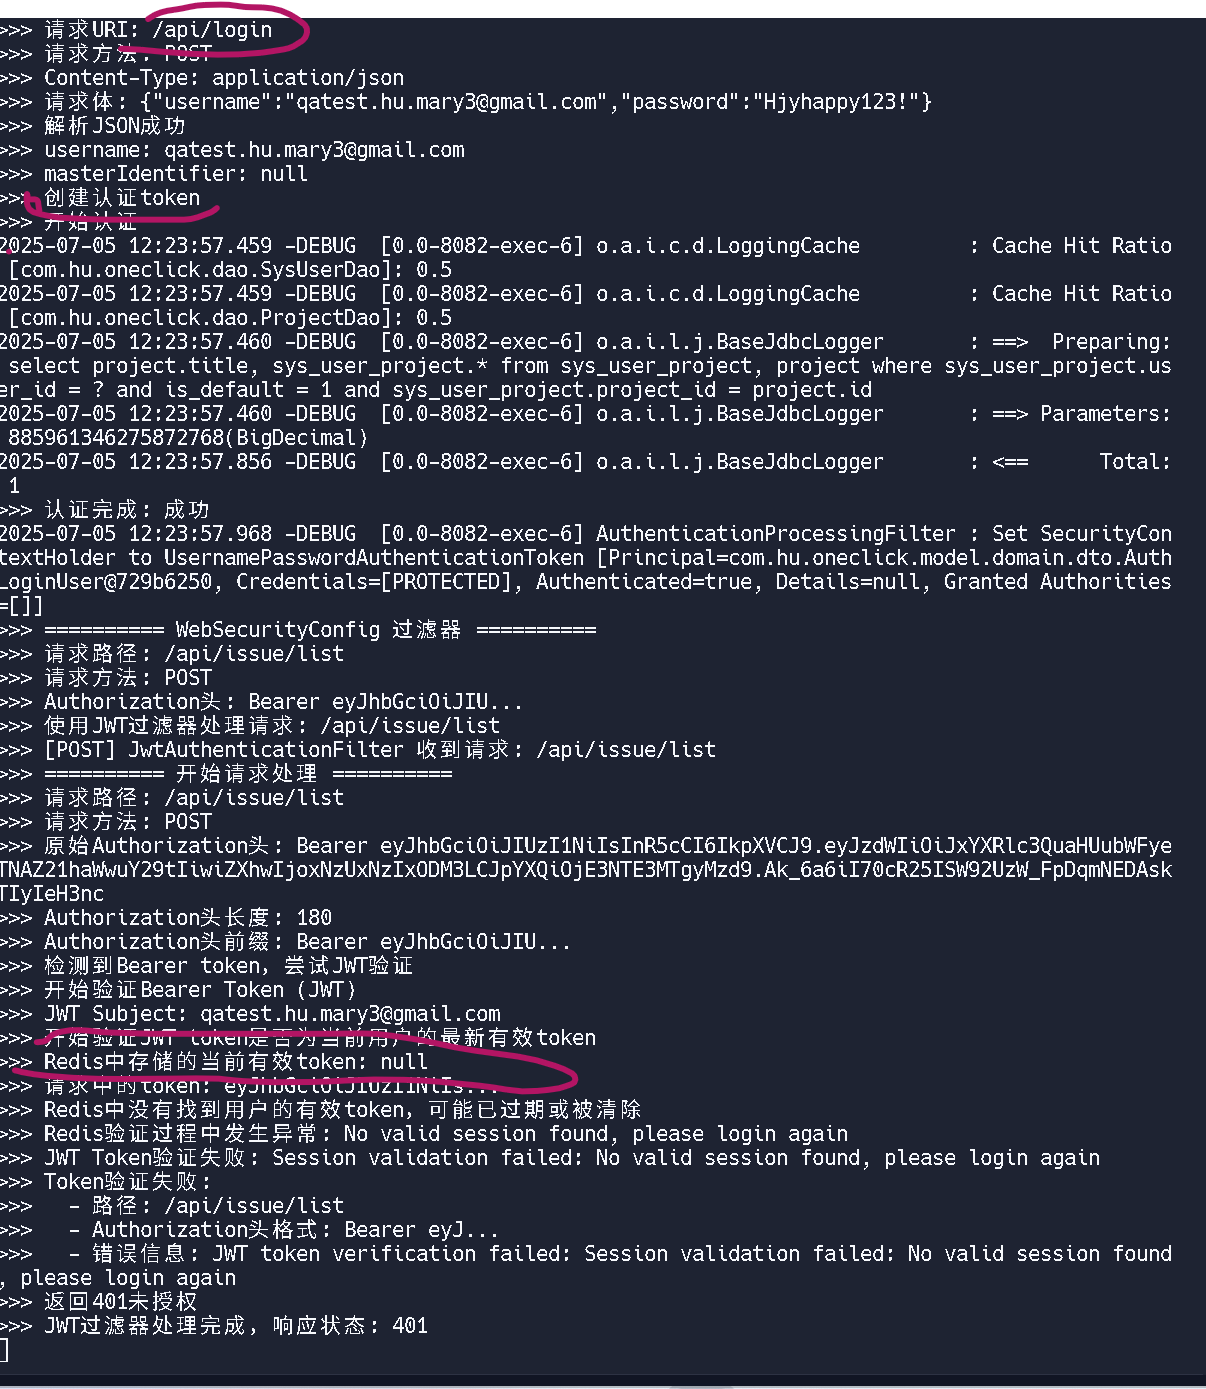 >>> 请求URI: /api/login
>>> 请求方法: POST
>>> Content-Type: application/json
>>> 请求体: {"username":"qatest.hu.mary3@gmail.com","password":"Hjyhappy123!"}
>>> 解析JSON成功
>>> username: qatest.hu.mary3@gmail.com
>>> masterIdentifier: null
>>> 创建认证token
>>> 开始认证
2025-07-05 12:23:57.459 -DEBUG  [0.0-8082-exec-6] o.a.i.c.d.LoggingCache         : Cache Hit Ratio
 [com.hu.oneclick.dao.SysUserDao]: 0.5
2025-07-05 12:23:57.459 -DEBUG  [0.0-8082-exec-6] o.a.i.c.d.LoggingCache         : Cache Hit Ratio
 [com.hu.oneclick.dao.ProjectDao]: 0.5
2025-07-05 12:23:57.460 -DEBUG  [0.0-8082-exec-6] o.a.i.l.j.BaseJdbcLogger       : ==>  Preparing:
 select project.title, sys_user_project.* from sys_user_project, project where sys_user_project.us
er_id = ? and is_default = 1 and sys_user_project.project_id = project.id
2025-07-05 12:23:57.460 -DEBUG  [0.0-8082-exec-6] o.a.i.l.j.BaseJdbcLogger       : ==> Parameters:
 885961346275872768(BigDecimal)
2025-07-05 12:23:57.856 -DEBUG  [0.0-8082-exec-6] o.a.i.l.j.BaseJdbcLogger       : <==      Total:
 1
>>> 认证完成: 成功
2025-07-05 12:23:57.968 -DEBUG  [0.0-8082-exec-6] AuthenticationProcessingFilter : Set SecurityCon
textHolder to UsernamePasswordAuthenticationToken [Principal=com.hu.oneclick.model.domain.dto.Auth
LoginUser@729b6250, Credentials=[PROTECTED], Authenticated=true, Details=null, Granted Authorities
=[]]
>>> ========== WebSecurityConfig 过滤器 ==========
>>> 请求路径: /api/issue/list
>>> 请求方法: POST
>>> Authorization头: Bearer eyJhbGciOiJIU...
>>> 使用JWT过滤器处理请求: /api/issue/list
>>> [POST] JwtAuthenticationFilter 收到请求: /api/issue/list
>>> ========== 开始请求处理 ==========
>>> 请求路径: /api/issue/list
>>> 请求方法: POST
>>> 原始Authorization头: Bearer eyJhbGciOiJIUzI1NiIsInR5cCI6IkpXVCJ9.eyJzdWIiOiJxYXRlc3QuaHUubWFye
TNAZ21haWwuY29tIiwiZXhwIjoxNzUxNzIxODM3LCJpYXQiOjE3NTE3MTgyMzd9.Ak_6a6iI70cR25ISW92UzW_FpDqmNEDAsk
TIyIeH3nc
>>> Authorization头长度: 180
>>> Authorization头前缀: Bearer eyJhbGciOiJIU...
>>> 检测到Bearer token，尝试JWT验证
>>> 开始验证Bearer Token (JWT)
>>> JWT Subject: qatest.hu.mary3@gmail.com
>>> 开始验证JWT token是否为当前用户的最新有效token
>>> Redis中存储的当前有效token: null
>>> 请求中的token: eyJhbGciOiJIUzI1NiIs...
>>> Redis中没有找到用户的有效token，可能已过期或被清除
>>> Redis验证过程中发生异常: No valid session found, please login again
>>> JWT Token验证失败: Session validation failed: No valid session found, please login again
>>> Token验证失败:
>>>   - 路径: /api/issue/list
>>>   - Authorization头格式: Bearer eyJ...
>>>   - 错误信息: JWT token verification failed: Session validation failed: No valid session found
, please login again
>>> 返回401未授权
>>> JWT过滤器处理完成，响应状态: 401